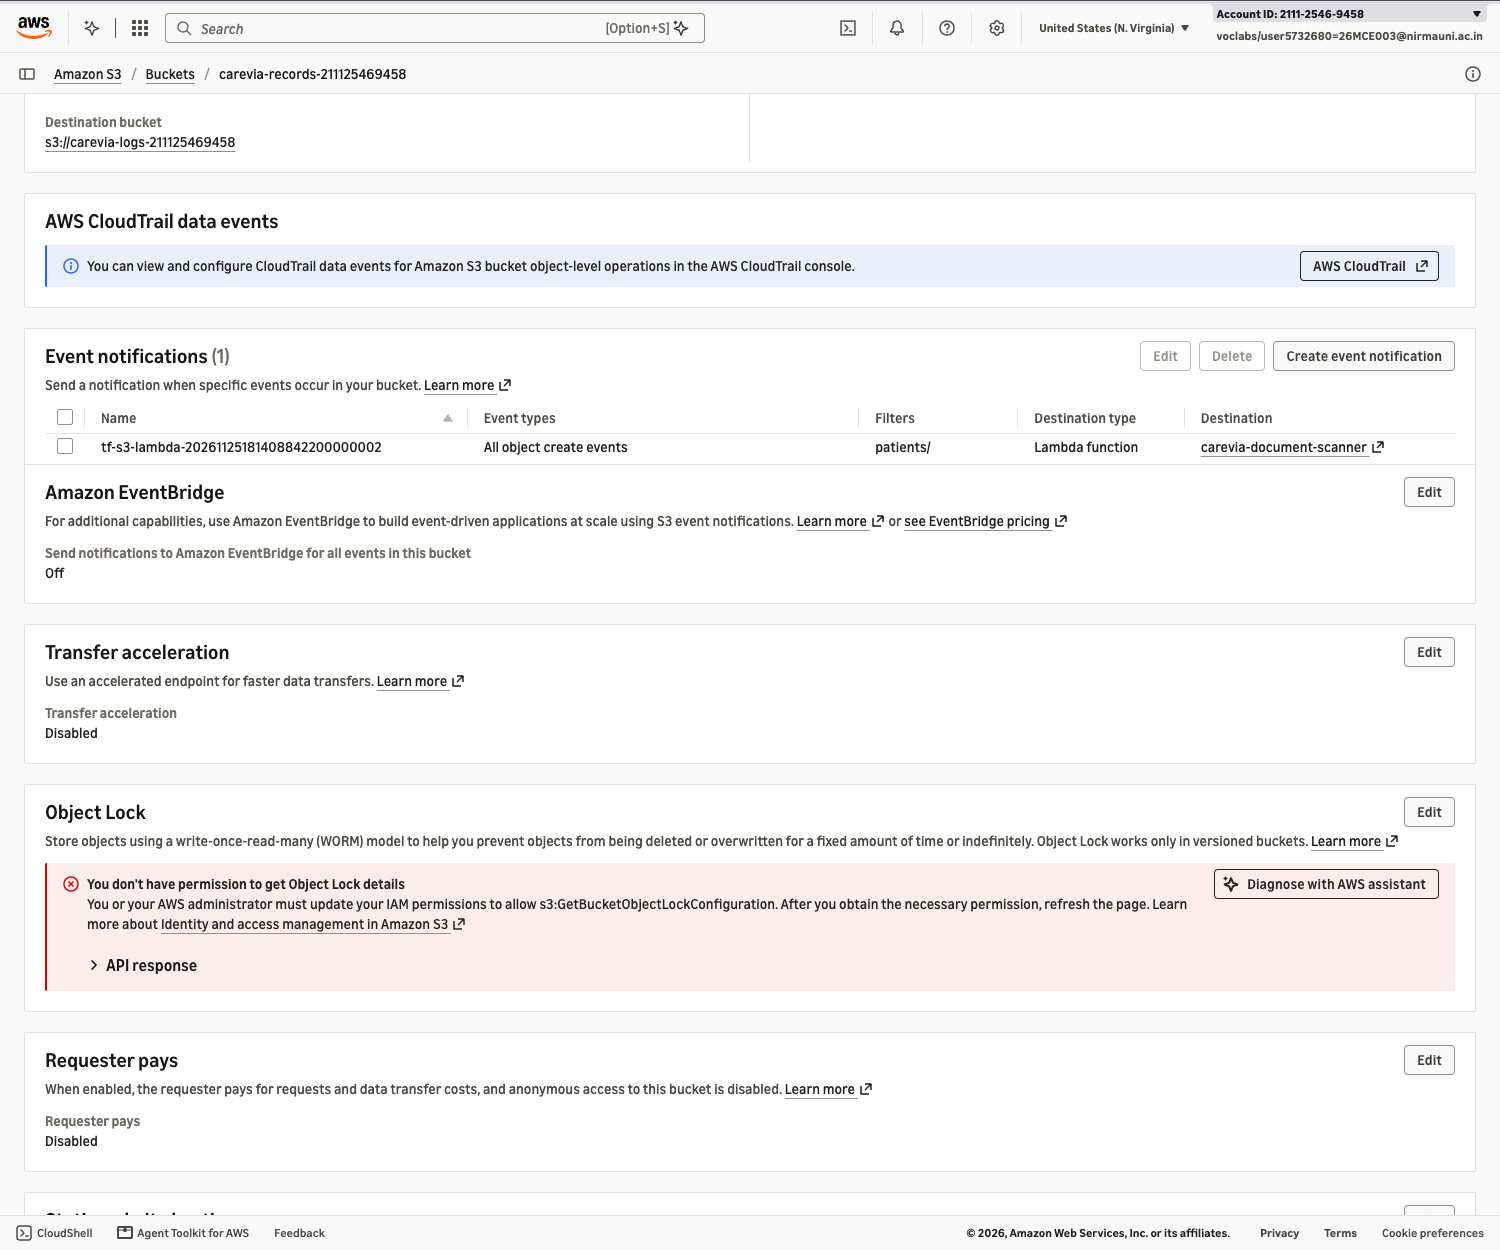 aws
Search
[Option+S]
United States (N. Virginia)
Account ID: 2111-2546-9458
voclabs/user5732680=26MCE003@nirmauni.ac.in
Amazon S3 / Buckets / carevia-records-211125469458
Destination bucket
s3://carevia-logs-211125469458
AWS CloudTrail data events
You can view and configure CloudTrail data events for Amazon S3 bucket object-level operations in the AWS CloudTrail console.
AWS CloudTrail
Event notifications (1)
Edit
Delete
Create event notification
Send a notification when specific events occur in your bucket. Learn more
Name Event types Filters Destination type Destination
tf-s3-lambda-20261125181408842200000002 All object create events patients/ Lambda function carevia-document-scanner
Amazon EventBridge
Edit
For additional capabilities, use Amazon EventBridge to build event-driven applications at scale using S3 event notifications. Learn more or see EventBridge pricing
Send notifications to Amazon EventBridge for all events in this bucket
Off
Transfer acceleration
Edit
Use an accelerated endpoint for faster data transfers. Learn more
Transfer acceleration
Disabled
Object Lock
Edit
Store objects using a write-once-read-many (WORM) model to help you prevent objects from being deleted or overwritten for a fixed amount of time or indefinitely. Object Lock works only in versioned buckets. Learn more
You don't have permission to get Object Lock details
Diagnose with AWS assistant
You or your AWS administrator must update your IAM permissions to allow s3:GetBucketObjectLockConfiguration. After you obtain the necessary permission, refresh the page. Learn
more about Identity and access management in Amazon S3
API response
Requester pays
Edit
When enabled, the requester pays for requests and data transfer costs, and anonymous access to this bucket is disabled. Learn more
Requester pays
Disabled
CloudShell
Agent Toolkit for AWS
Feedback
© 2026, Amazon Web Services, Inc. or its affiliates.
Privacy
Terms
Cookie preferences